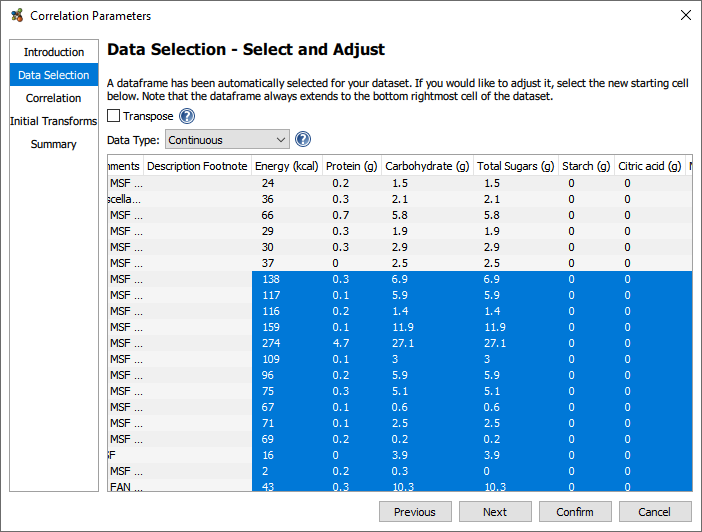 Correlation Parameters
Introduction
Data Selection
Correlation
Initial Transforms
Summary
Data Selection - Select and Adjust
A dataframe has been automatically selected for your dataset. If you would like to adjust it, select the new starting cell
below. Note that the dataframe always extends to the bottom rightmost cell of the dataset.
Transpose ?
Data Type: Continuous ?
nments Description Footnote Energy (kcal) Protein (g) Carbohydrate (g) Total Sugars (g) Starch (g) Citric acid (g)
MSF ... 24 0.2 1.5 1.5 0 0
scella... 36 0.3 2.1 2.1 0 0
MSF ... 66 0.7 5.8 5.8 0 0
MSF ... 29 0.3 1.9 1.9 0 0
MSF ... 30 0.3 2.9 2.9 0 0
MSF ... 37 0 2.5 2.5 0 0
MSF ... 138 0.3 6.9 6.9 0 0
MSF ... 117 0.1 5.9 5.9 0 0
MSF ... 116 0.2 1.4 1.4 0 0
MSF ... 159 0.1 11.9 11.9 0 0
MSF ... 274 4.7 27.1 27.1 0 0
MSF ... 109 0.1 3 3 0 0
MSF ... 96 0.2 5.9 5.9 0 0
MSF ... 75 0.3 5.1 5.1 0 0
MSF ... 67 0.1 0.6 0.6 0 0
MSF ... 71 0.1 2.5 2.5 0 0
MSF ... 69 0.2 0.2 0.2 0 0
SF 16 0 3.9 3.9 0 0
MSF ... 2 0.2 0.3 0 0 0
FAN ... 43 0.3 10.3 10.3 0 0
Previous Next Confirm Cancel